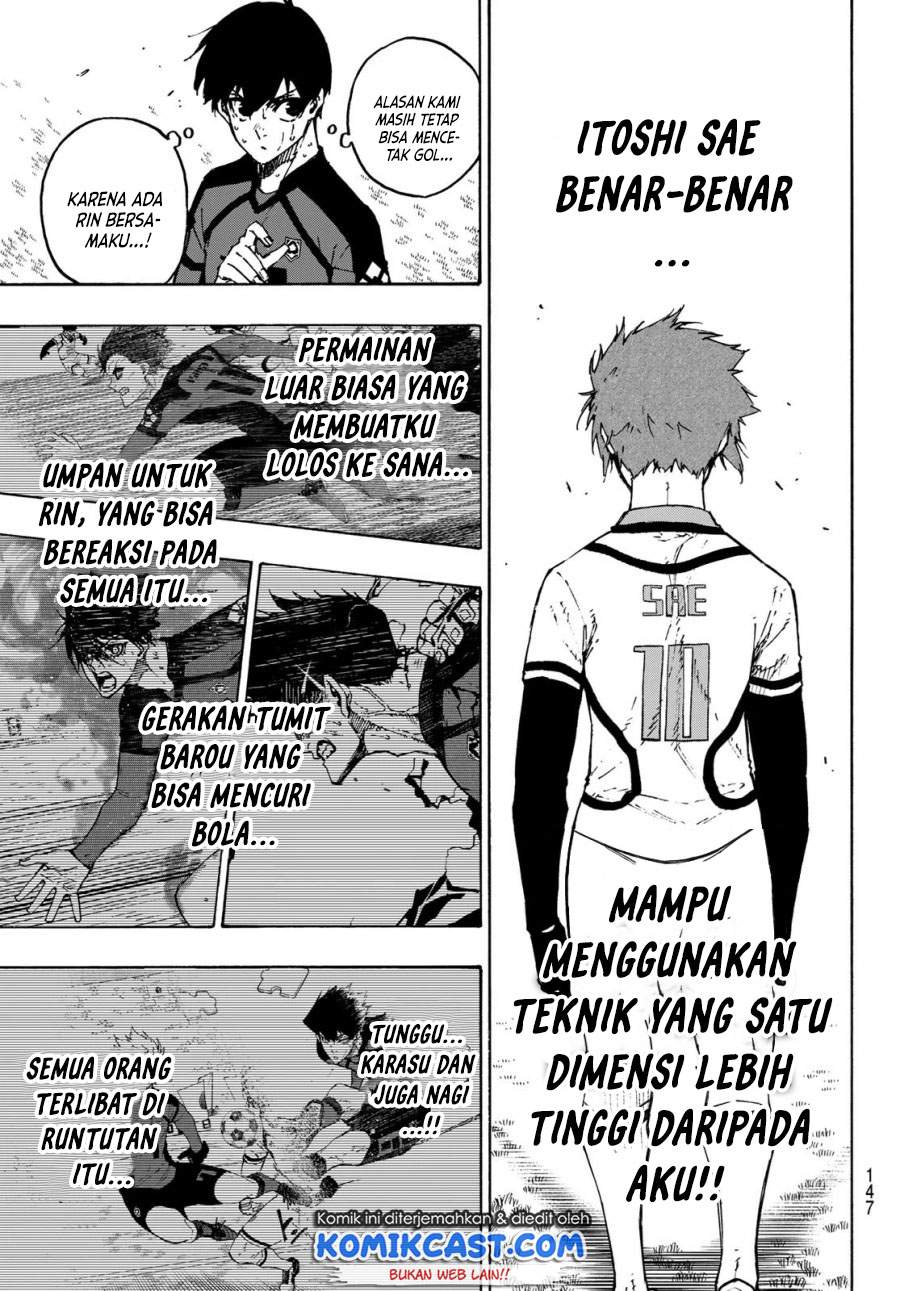 ITOSHI SAE
BENAR-BENAR
...
SAE
10
MAMPU
MENGGUNAKAN
TEKNIK YANG SATU
DIMENSI LEBIH
TINGGI DARIPADA
AKU!!
ALASAN KAMI
MASIH TETAP
BISA MENCE-
TAK GOL...
KARENA ADA
RIN BERSA-
MAKU...!
PERMAINAN
LUAR BIASA YANG
MEMBUATKU
LOLOS KE SANA...
UMPAN UNTUK
RIN, YANG BISA
BEREAKSI PADA
SEMUA ITU...
GERAKAN TUMIT
BAROU YANG
BISA MENCURI
BOLA...
TUNGGU...
KARASU DAN
JUGA NAGI
...!!
SEMUA ORANG
TERLIBAT DI
RUNTUTAN
ITU...
147
Komik ini diterjemahkan & diedit oleh
KOMIKCAST.COM
BUKAN WEB LAIN!!